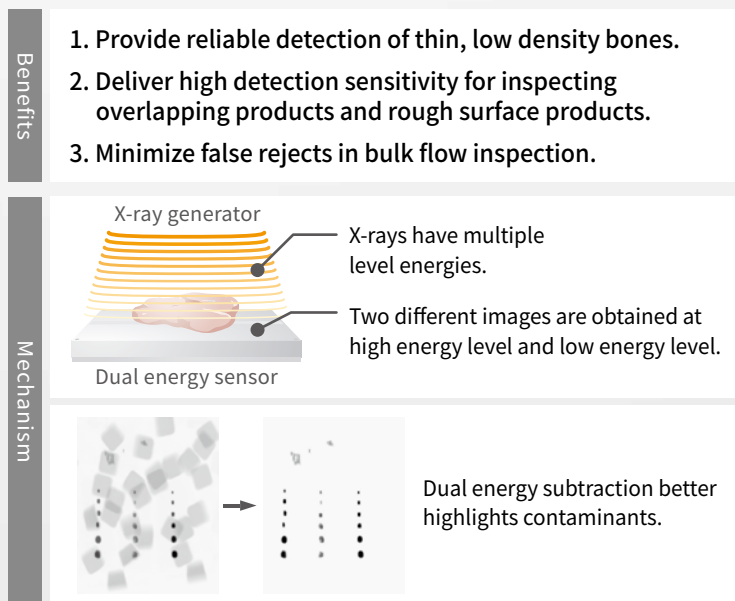 Benefits
1. Provide reliable detection of thin, low density bones.
2. Deliver high detection sensitivity for inspecting
overlapping products and rough surface products.
3. Minimize false rejects in bulk flow inspection.
Mechanism
X-ray generator
X-rays have multiple
level energies.
Two different images are obtained at
high energy level and low energy level.
Dual energy sensor
Dual energy subtraction better
highlights contaminants.